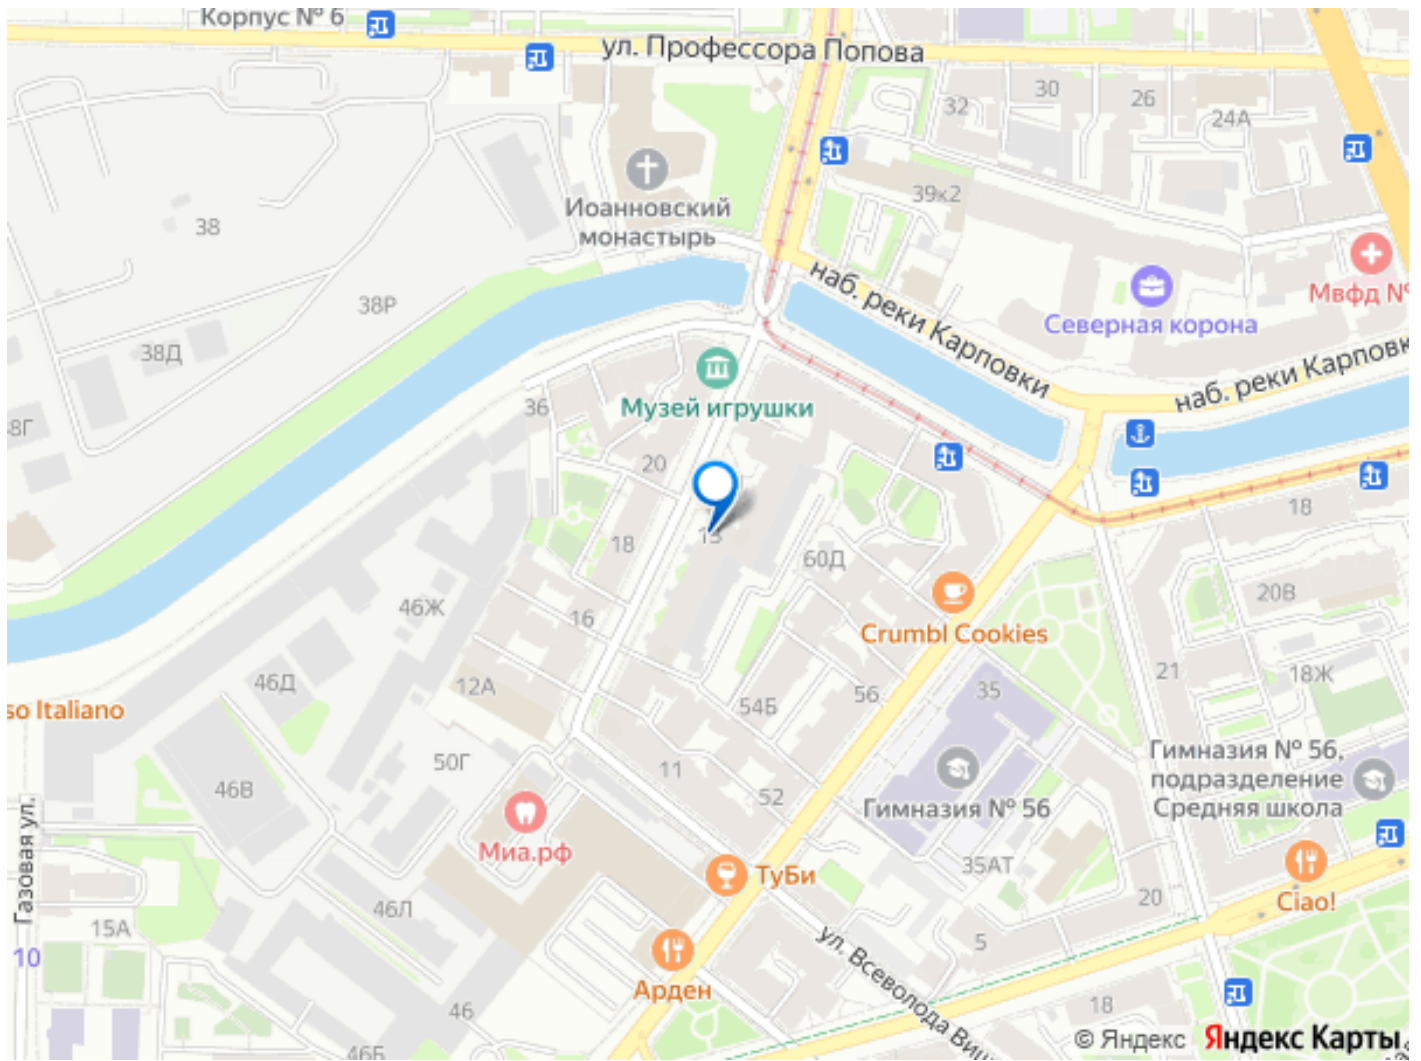 Корпус № 6
ул. Профессора Попова
30
32
26
24А
39к2
Иоанновский
монастырь
38
наб. реки Карповки
Мвфд №
38Р
Северная корона
38Д
наб. реки Карповк
Музей игрушки
36
8Г
20
18
13
18
60Д
20В
46Ж
16
Crumbl Cookies
21
18Ж
46Д
12А
35
56
54Б
so Italiano
Гимназия № 56,
подразделение
Средняя школа
50Г
11
46В
52
Гимназия № 56
Миа.рф
Газовая ул.
ТуБи
35АТ
20
Ciao!
46Л
15А
5
ул. Всеволода Виш
10
Арден
46
18
46Б
© Яндекс
Яндекс Карты